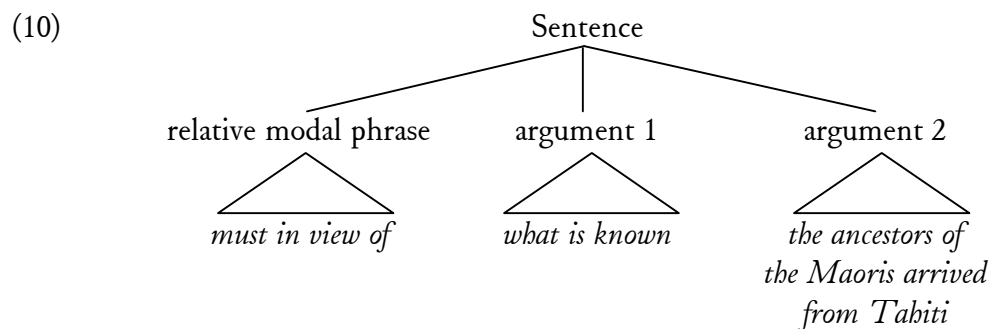 (10) Sentence
relative modal phrase argument 1 argument 2
must in view of what is known the ancestors of
the Maoris arrived
from Tahiti